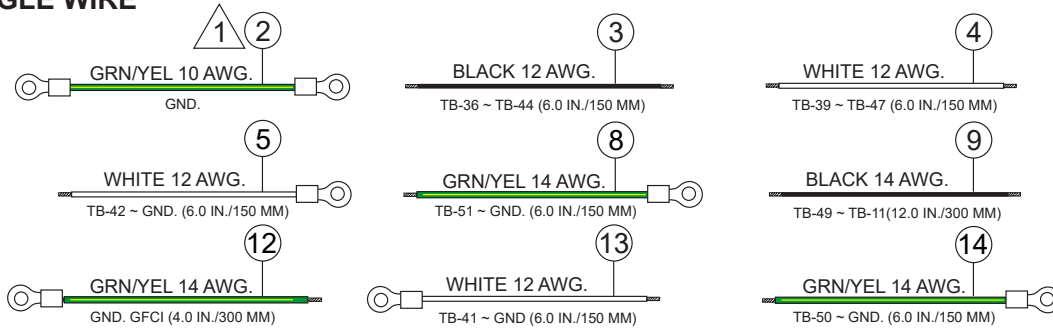 GLE WIRE
1 2 3 4
GRN/YEL 10 AWG. BLACK 12 AWG. WHITE 12 AWG.
GND. TB-36 ~ TB-44 (6.0 IN./150 MM) TB-39 ~ TB-47 (6.0 IN./150 MM)
5 8 9
WHITE 12 AWG. GRN/YEL 14 AWG. BLACK 14 AWG.
TB-42 ~ GND. (6.0 IN./150 MM) TB-51 ~ GND. (6.0 IN./150 MM) TB-49 ~ TB-11(12.0 IN./300 MM)
12 13 14
GRN/YEL 14 AWG. WHITE 12 AWG. GRN/YEL 14 AWG.
GND. GFCI (4.0 IN./300 MM) TB-41 ~ GND (6.0 IN./150 MM) TB-50 ~ GND. (6.0 IN./150 MM)